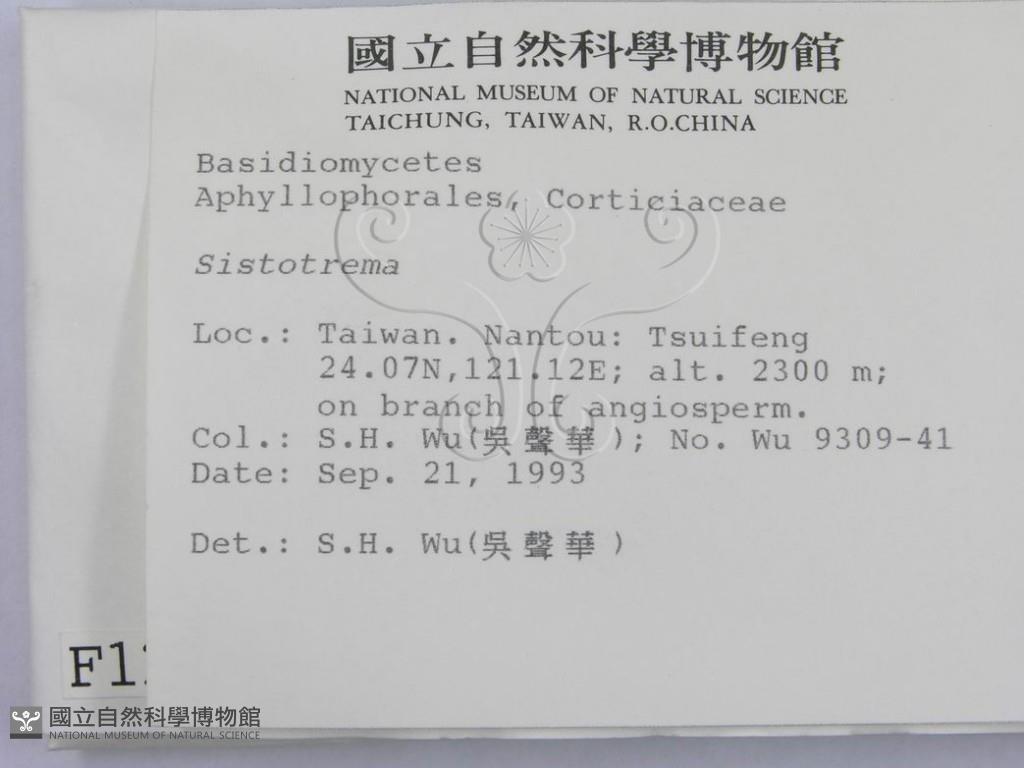 國立自然科學博物館
NATIONAL MUSEUM OF NATURAL SCIENCE
TAICHUNG, TAIWAN, R.O.CHINA
Basidiomycetes
Aphyllophorales, Corticiaceae
Sistotrema
Loc.: Taiwan. Nantou: Tsuifeng
24.07N,121.12E; alt. 2300 m;
on branch of angiosperm.
Col.: S.H. Wu(吳聲華); No. Wu 9309-41
Date: Sep. 21, 1993
Det.: S.H. Wu(吳聲華)
國立自然科學博物館
NATIONAL MUSEUM OF NATURAL SCIENCE